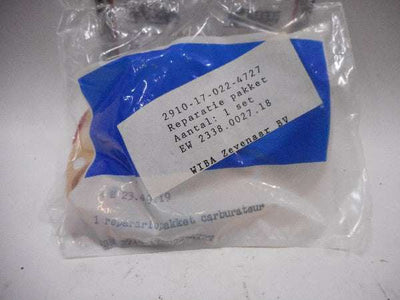 2910-17-022-4727
Reparatie pakket
Aantal: 1 set
EW 2338.0027.18
WIBA Zevenaar BV
1 reparatiepakket carburateur